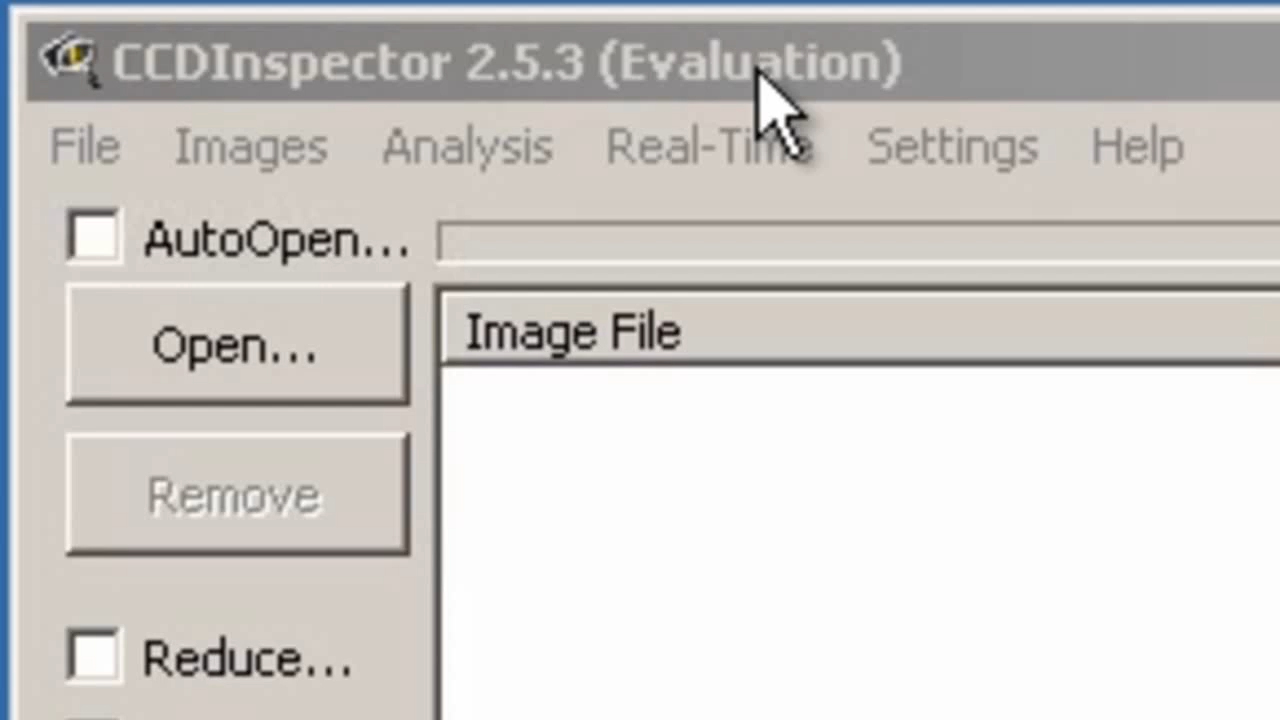 CCDInspector 2.5.3 (Evaluation)
File Images Analysis Real-Time Settings Help
AutoOpen...
Open...
Image File
Remove
Reduce...